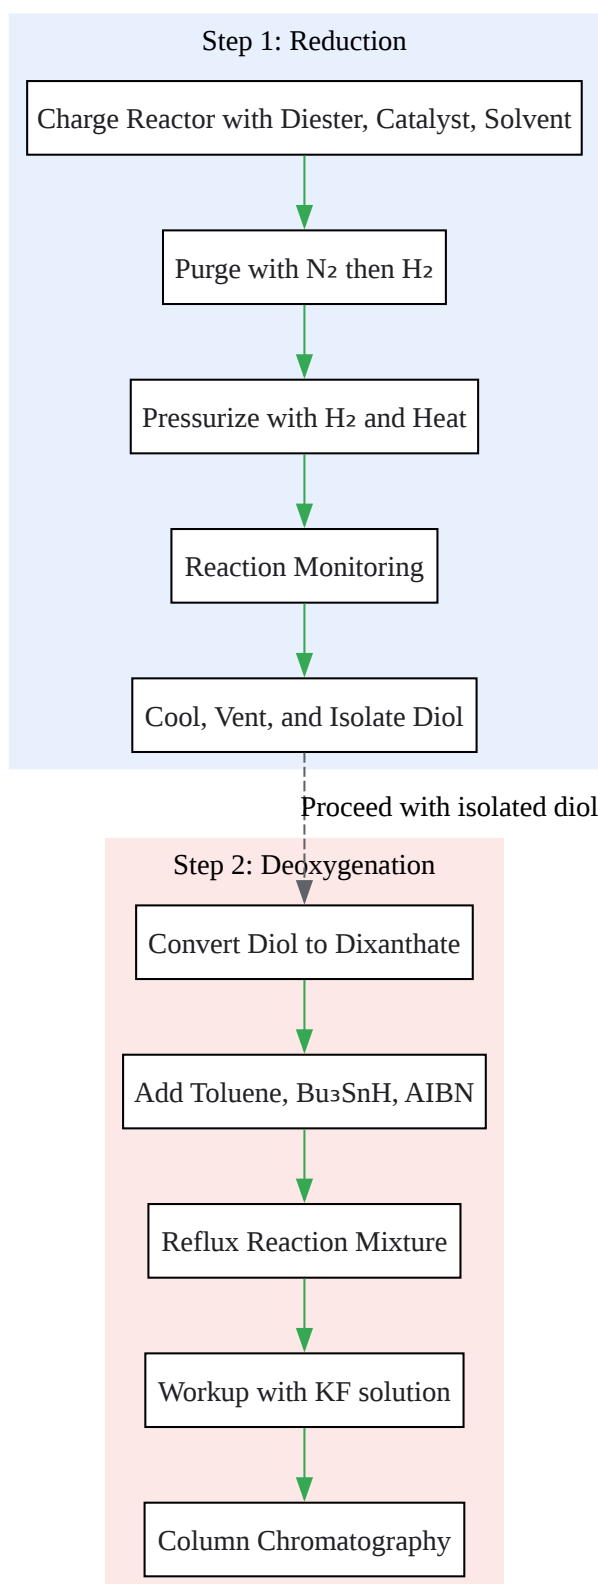 Step 1: Reduction
Charge Reactor with Diester, Catalyst, Solvent
Purge with N₂ then H₂
Pressurize with H₂ and Heat
Reaction Monitoring
Cool, Vent, and Isolate Diol
Proceed with isolated diol
Step 2: Deoxygenation
Convert Diol to Dixanthate
Add Toluene, Bu₃SnH, AIBN
Reflux Reaction Mixture
Workup with KF solution
Column Chromatography